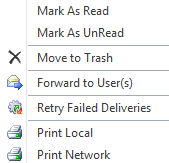 Mark As Read
Mark As UnRead
Move to Trash
Forward to User(s)
Retry Failed Deliveries
Print Local
Print Network